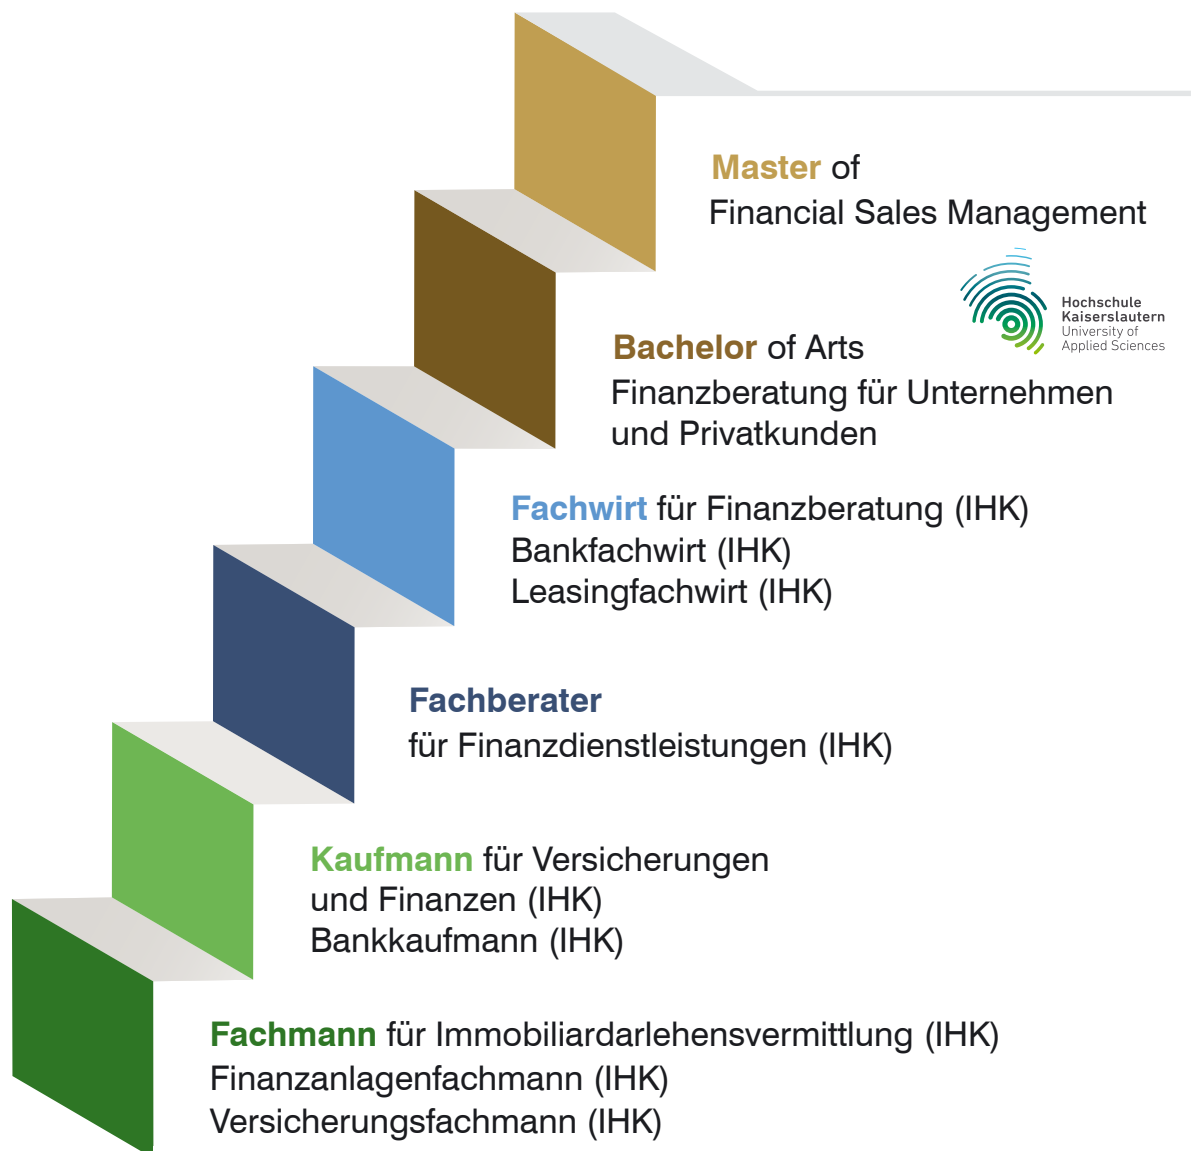 Master of
Financial Sales Management
Hochschule
Kaiserslautern
University of
Applied Sciences
Bachelor of Arts
Finanzberatung für Unternehmen
und Privatkunden
Fachwirt für Finanzberatung (IHK)
Bankfachwirt (IHK)
Leasingfachwirt (IHK)
Fachberater
für Finanzdienstleistungen (IHK)
Kaufmann für Versicherungen
und Finanzen (IHK)
Bankkaufmann (IHK)
Fachmann für Immobiliardarlehensvermittlung (IHK)
Finanzanlagenfachmann (IHK)
Versicherungsfachmann (IHK)